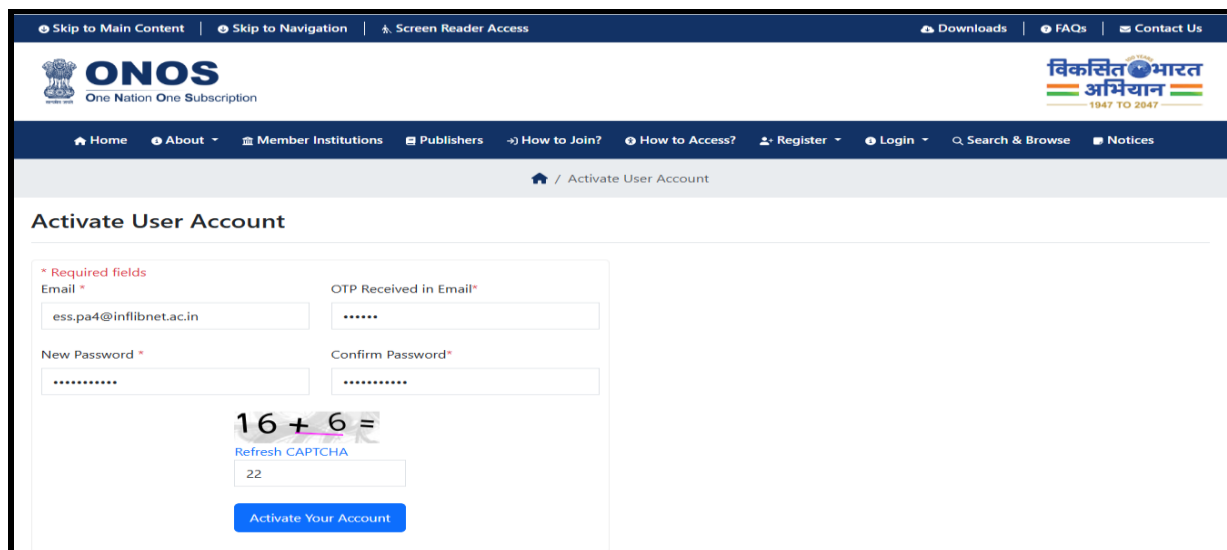 Skip to Main Content | Skip to Navigation | Screen Reader Access Downloads | FAQs | Contact Us
ONOS
One Nation One Subscription
विकसित भारत
अभियान
1947 TO 2047
Home About Member Institutions Publishers How to Join? How to Access? Register Login Search & Browse Notices
/ Activate User Account
Activate User Account
* Required fields
Email * OTP Received in Email*
ess.pa4@inflibnet.ac.in ••••••
New Password * Confirm Password*
••••••••••• •••••••••••
16 + 6 =
Refresh CAPTCHA
22
Activate Your Account